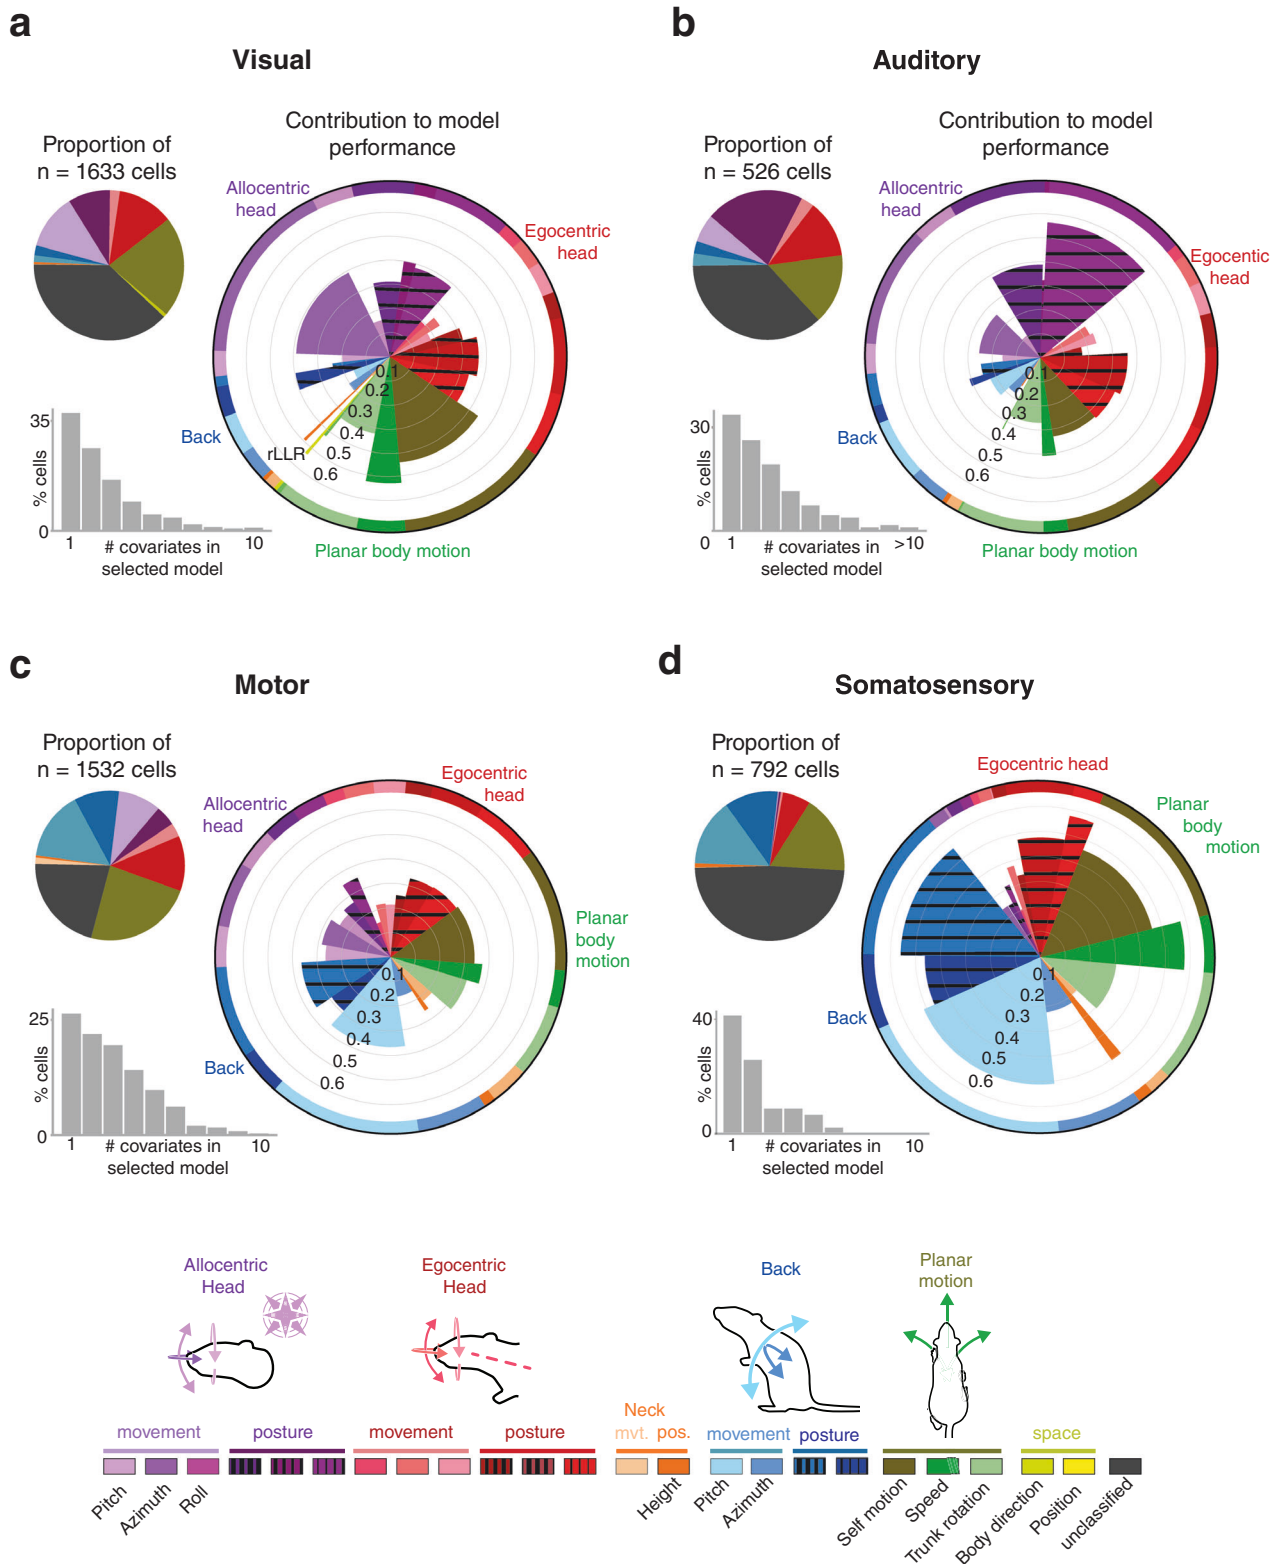 a
Visual
Proportion of
n = 1633 cells
Contribution to model
performance
Allocentric
head
Egocentric
head
Back
Planar body motion
0.1
0.2
0.3
0.4
0.5
0.6
rLLR
35
0
% cells
1
10
# covariates in
selected model
b
Auditory
Proportion of
n = 526 cells
Contribution to model
performance
Allocentric
head
Egocentic
head
Back
Planar body motion
0.1
0.2
0.3
0.4
0.5
0.6
30
0
% cells
1
>10
# covariates in
selected model
c
Motor
Proportion of
n = 1532 cells
Allocentric
head
Egocentric
head
Planar
body
motion
Back
0.1
0.2
0.3
0.4
0.5
0.6
25
0
% cells
1
10
# covariates in
selected model
d
Somatosensory
Proportion of
n = 792 cells
Egocentric head
Planar
body
motion
Back
0.1
0.2
0.3
0.4
0.5
0.6
40
0
% cells
1
10
# covariates in
selected model
Allocentric
Head
Egocentric
Head
Back
Planar
motion
movement
posture
movement
posture
Neck
mvt. pos.
movement
posture
space
Pitch
Azimuth
Roll
Height
Pitch
Azimuth
Self motion
Speed
Trunk rotation
Body direction
Position
unclassified